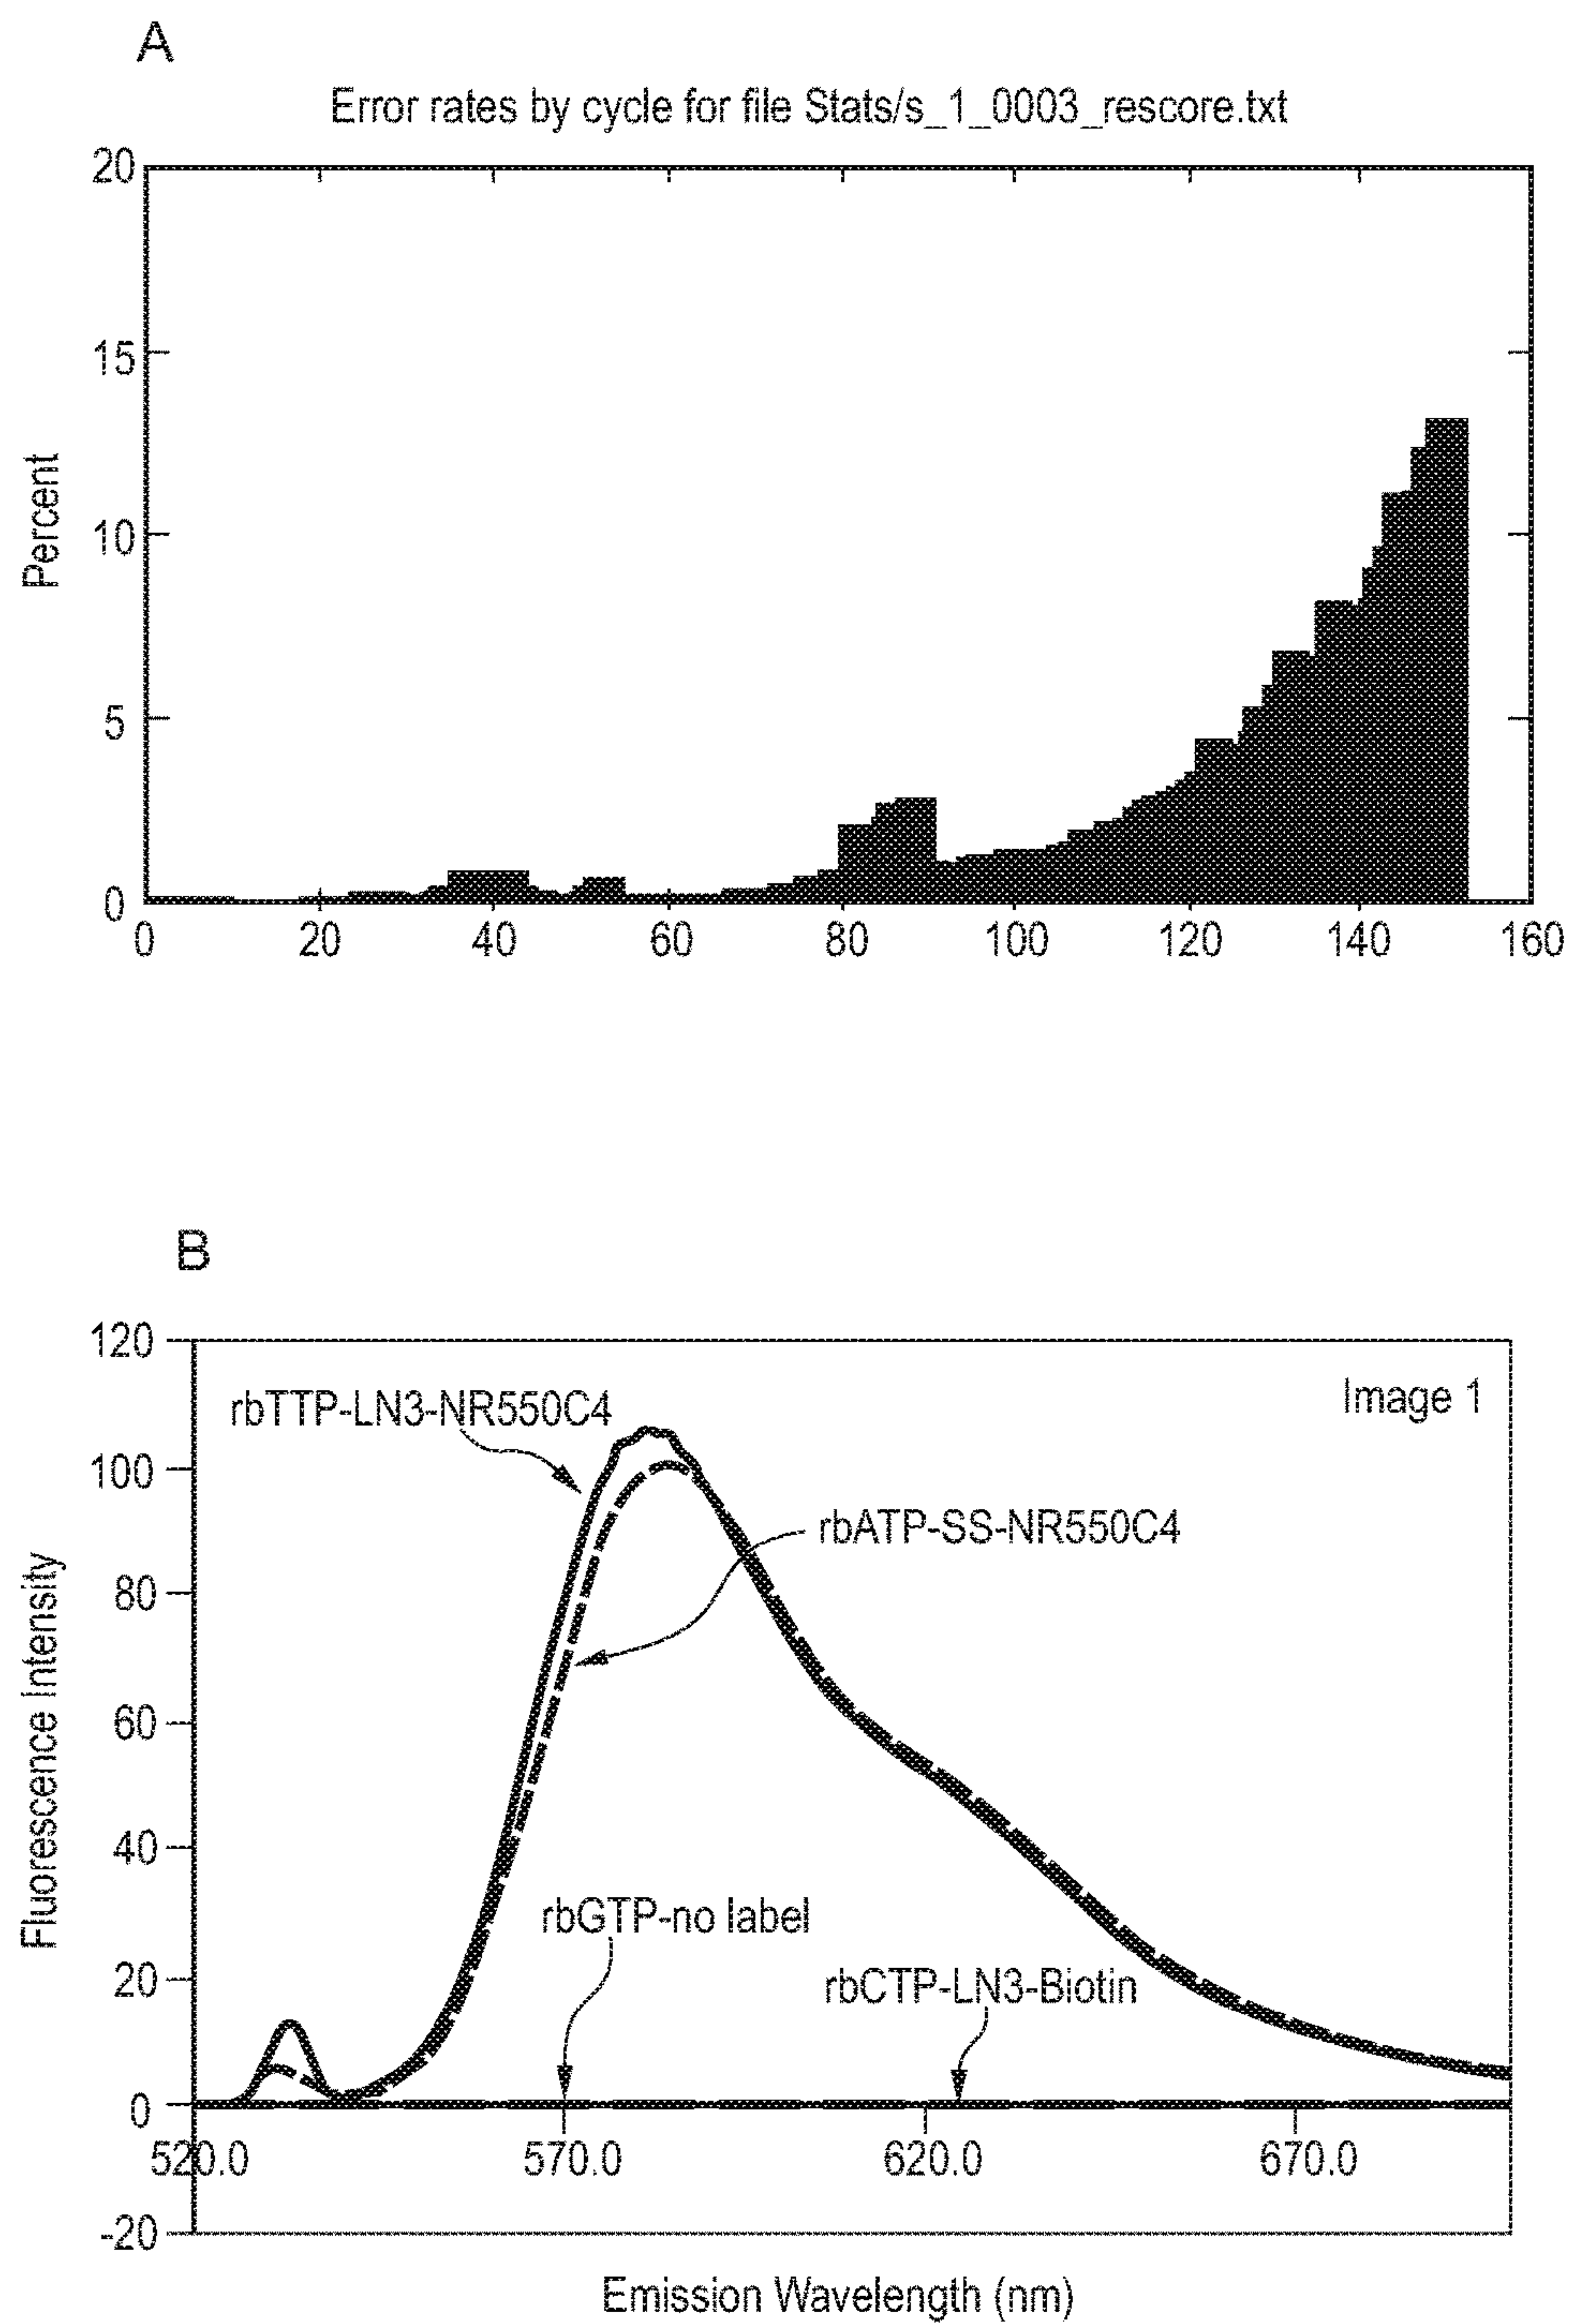 A
Error rates by cycle for file Stats/s_1_0003_rescore.txt
20
15
10
5
0
Percent
0 20 40 60 80 100 120 140 160
B
120
100
80
60
40
20
0
-20
Fluorescence Intensity
Image 1
rbTTP-LN3-NR550C4
rbATP-SS-NR550C4
rbGTP-no label
rbCTP-LN3-Biotin
520.0 570.0 620.0 670.0
Emission Wavelength (nm)